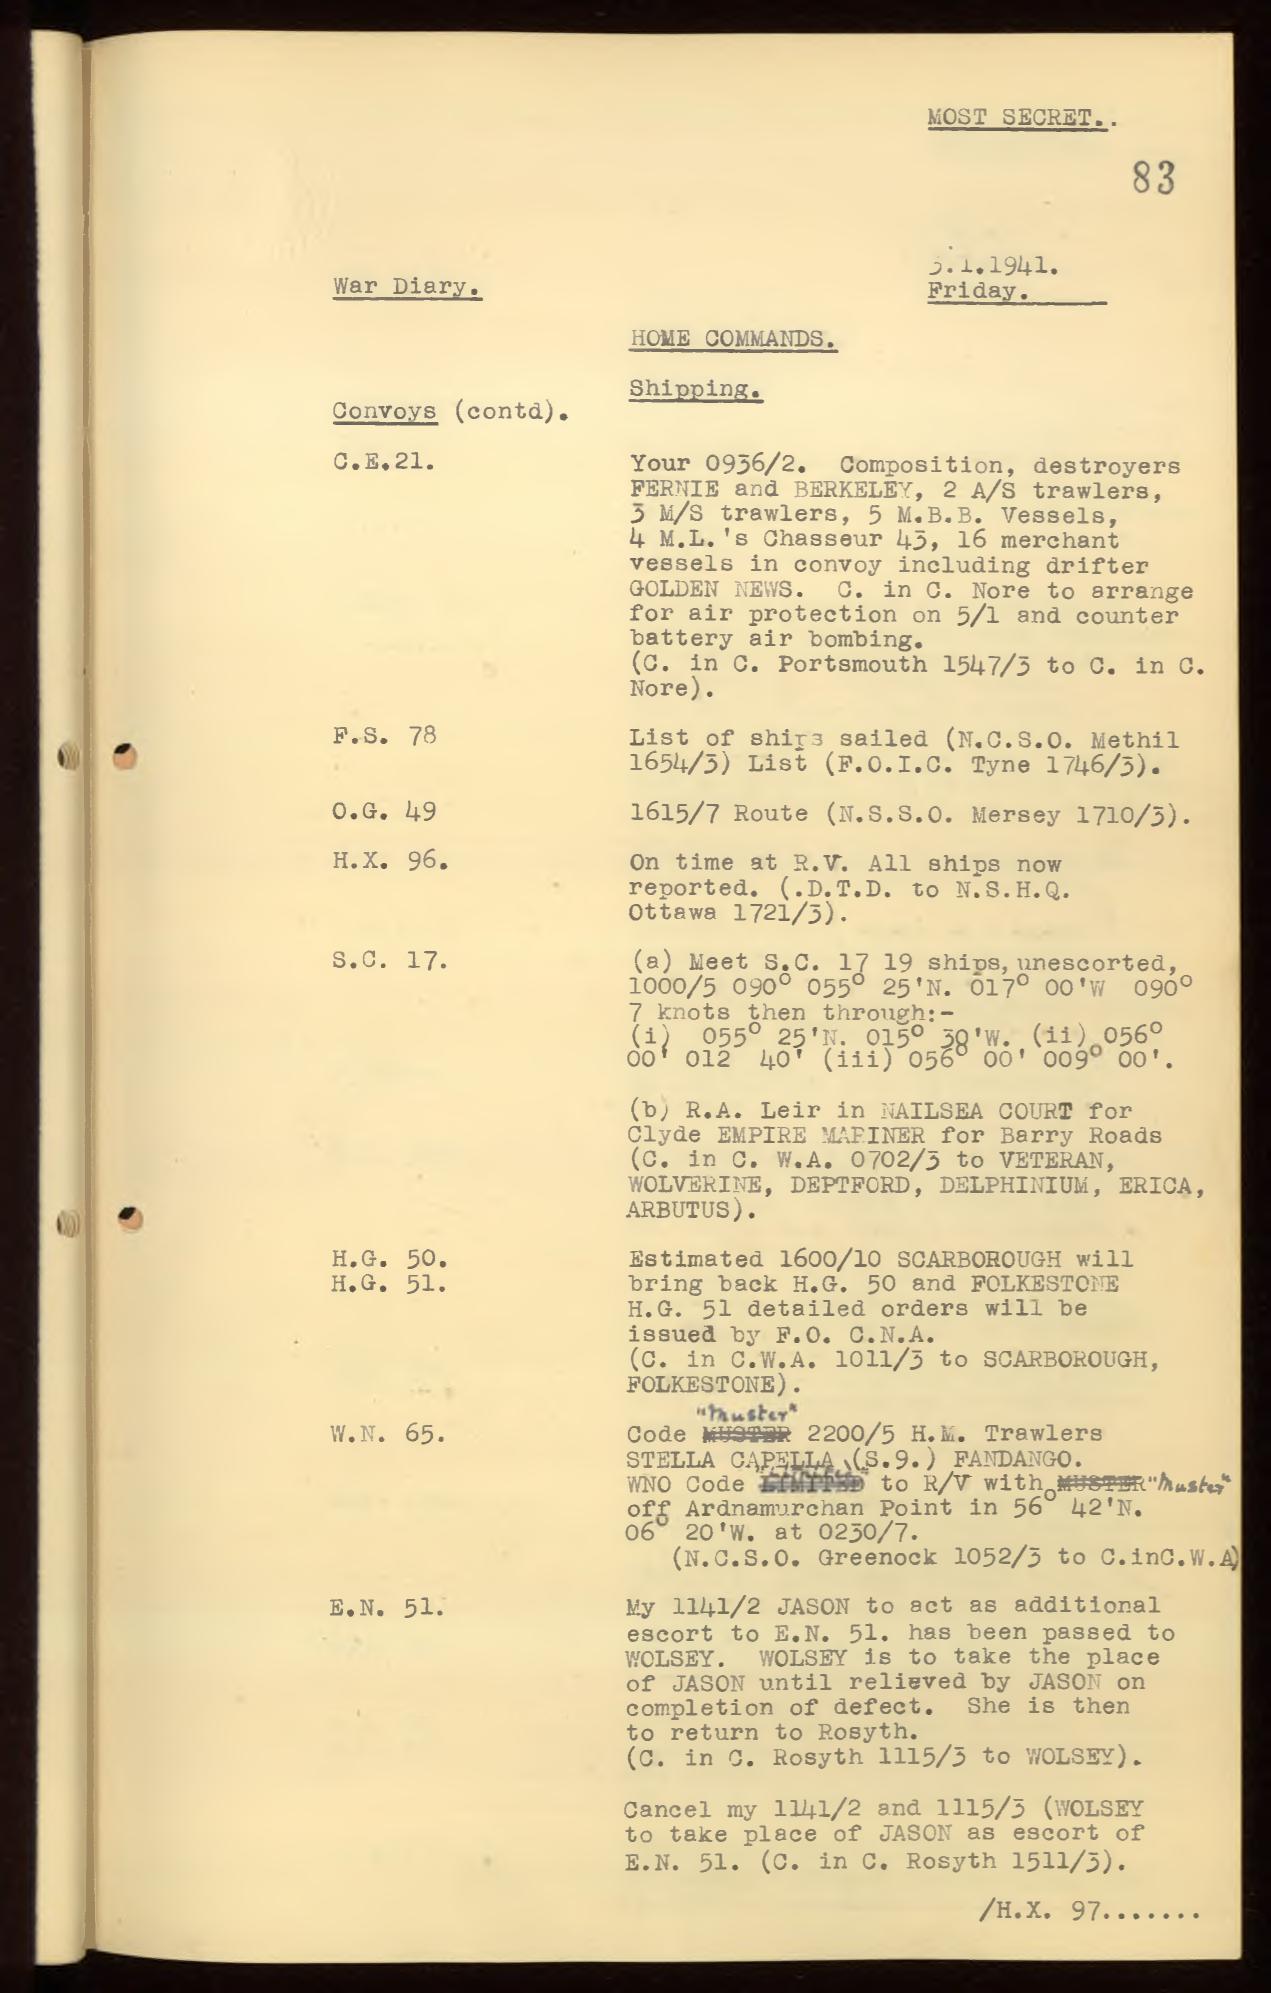 MOST SECRET..
83
3.1.1941.
War Diary.
Friday.
HOME COMMANDS.
Shipping.
Convoys (contd).
C.E.21.
Your 0936/2. Composition, destroyers
FERNIE and BERKELEY, 2 A/S trawlers,
3 M/S trawlers, 5 M.B.B. Vessels,
4 M.L.'s Chasseur 43, 16 merchant
vessels in convoy including drifter
GOLDEN NEWS. C. in C. Nore to arrange
for air protection on 5/1 and counter
battery air bombing.
(C. in C. Portsmouth 1547/3 to C. in C.
Nore).
F.S. 78
List of ships sailed (N.C.S.O. Methil
1654/3) List (F.O.I.C. Tyne 1746/3).
O.G. 49
1615/7 Route (N.S.S.O. Mersey 1710/3).
H.X. 96.
On time at R.V. All ships now
reported. (.D.T.D. to N.S.H.Q.
Ottawa 1721/3).
S.C. 17.
(a) Meet S.C. 17 19 ships, unescorted,
1000/5 090° 055° 25'N. 017° 00'W 090°
7 knots then through:-
(i) 055° 25'N. 015° 30'W. (ii) 056°
00' 012 40' (iii) 056° 00' 009° 00'.
(b) R.A. Leir in NAILSEA COURT for
Clyde EMPIRE MARINER for Barry Roads
(C. in C. W.A. 0702/3 to VETERAN,
WOLVERINE, DEPTFORD, DELPHINIUM, ERICA,
ARBUTUS).
H.G. 50.
H.G. 51.
Estimated 1600/10 SCARBOROUGH will
bring back H.G. 50 and FOLKESTONE
H.G. 51 detailed orders will be
issued by F.O. C.N.A.
(C. in C.W.A. 1011/3 to SCARBOROUGH,
FOLKESTONE).
"Muster"
W.N. 65.
Code MUSTER 2200/5 H.M. Trawlers
STELLA CAPELLA (S.9.) FANDANGO.
WNO Code LIMITED to R/V with MUSTER "Muster"
off Ardnamurchan Point in 56° 42'N.
06° 20'W. at 0230/7.
(N.C.S.O. Greenock 1052/3 to C.inC.W.A)
E.N. 51.
My 1141/2 JASON to act as additional
escort to E.N. 51. has been passed to
WOLSEY. WOLSEY is to take the place
of JASON until relieved by JASON on
completion of defect. She is then
to return to Rosyth.
(C. in C. Rosyth 1115/3 to WOLSEY).
Cancel my 1141/2 and 1115/3 (WOLSEY
to take place of JASON as escort of
E.N. 51. (C. in C. Rosyth 1511/3).
/H.X. 97.......